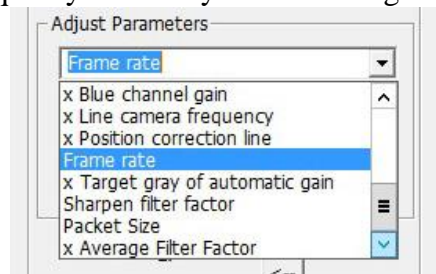 Adjust Parameters
Frame rate
x Blue channel gain
x Line camera frequency
x Position correction line
Frame rate
x Target gray of automatic gain
Sharpen filter factor
Packet Size
x Average Filter Factor